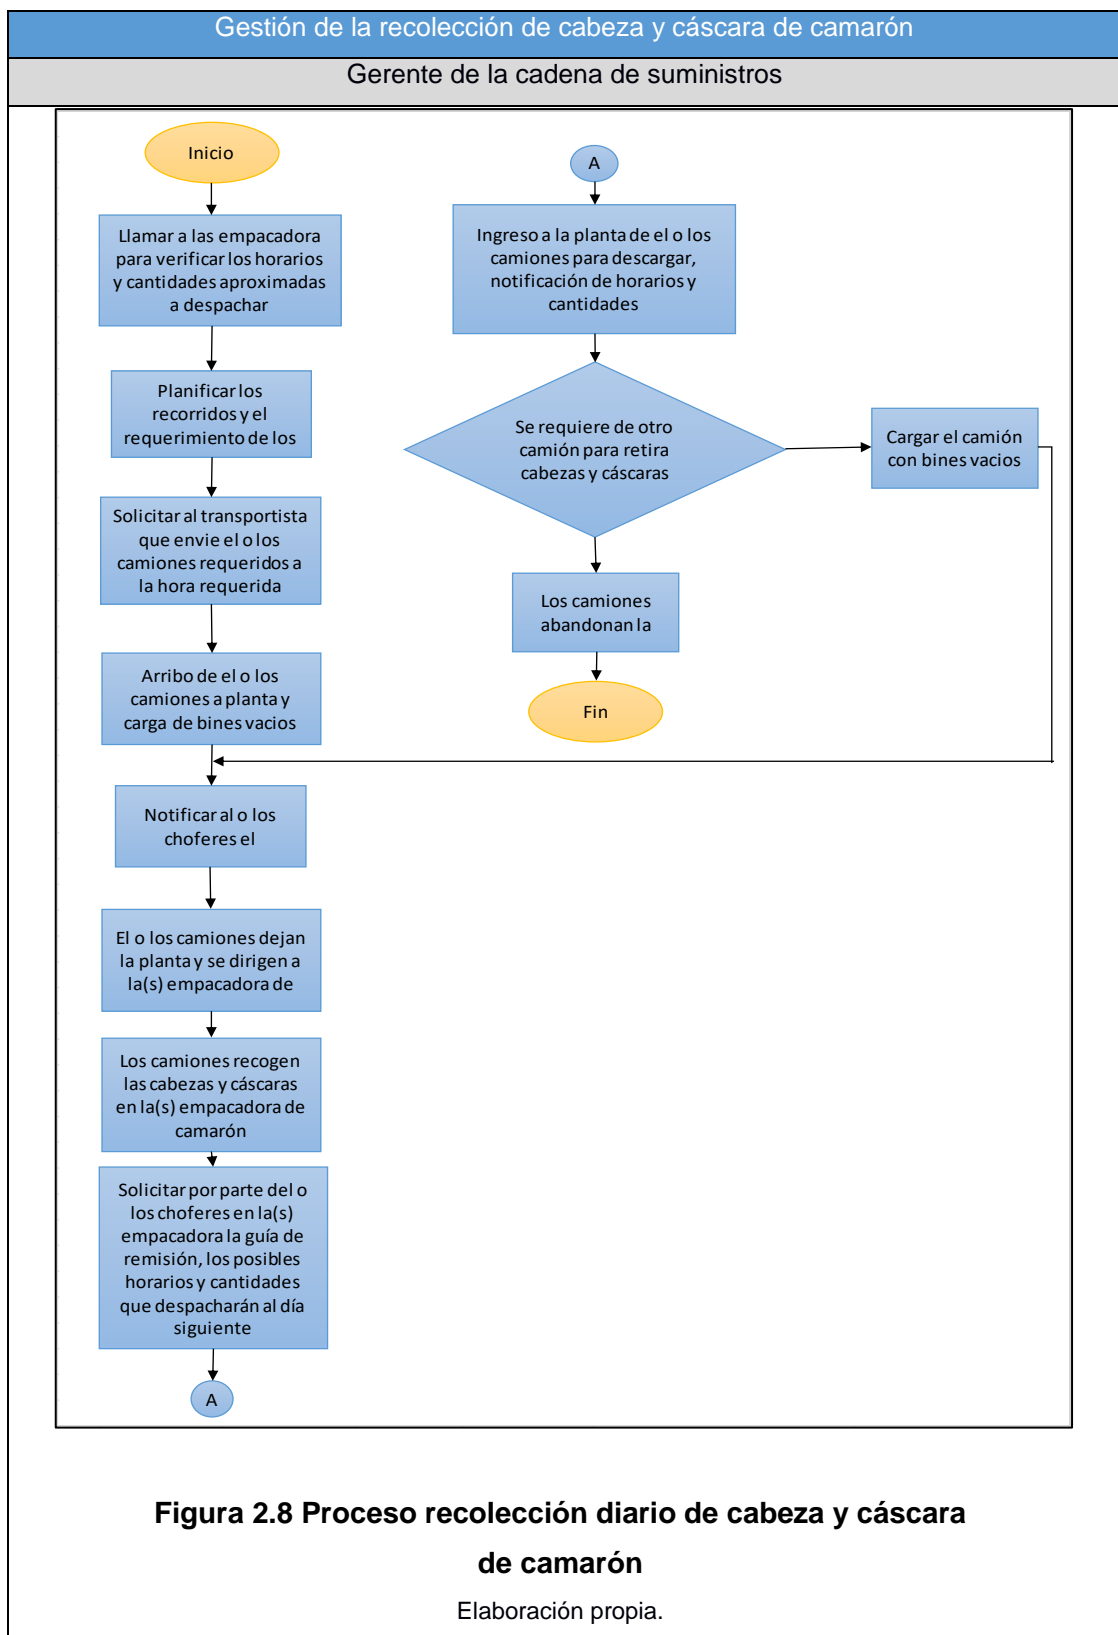 Gestión de la recolección de cabeza y cáscara de camarón
Gerente de la cadena de suministros
Inicio
Llamar a las empacadora
para verificar los horarios
y cantidades aproximadas
a despachar
Planificar los
recorridos y el
requerimiento de los
Solicitar al transportista
que envie el o los
camiones requeridos a
la hora requerida
Arribo de el o los
camiones a planta y
carga de bines vacios
Notificar al o los
choferes el
El o los camiones dejan
la planta y se dirigen a
la(s) empacadora de
Los camiones recogen
las cabezas y cáscaras
en la(s) empacadora de
camarón
Solicitar por parte del o
los choferes en la(s)
empacadora la guía de
remisión, los posibles
horarios y cantidades
que despacharán al día
siguiente
A
A
Ingreso a la planta de el o los
camiones para descargar,
notificación de horarios y
cantidades
Se requiere de otro
camión para retira
cabezas y cáscaras
Cargar el camión
con bines vacios
Los camiones
abandonan la
Fin
Figura 2.8 Proceso recolección diario de cabeza y cáscara
de camarón
Elaboración propia.